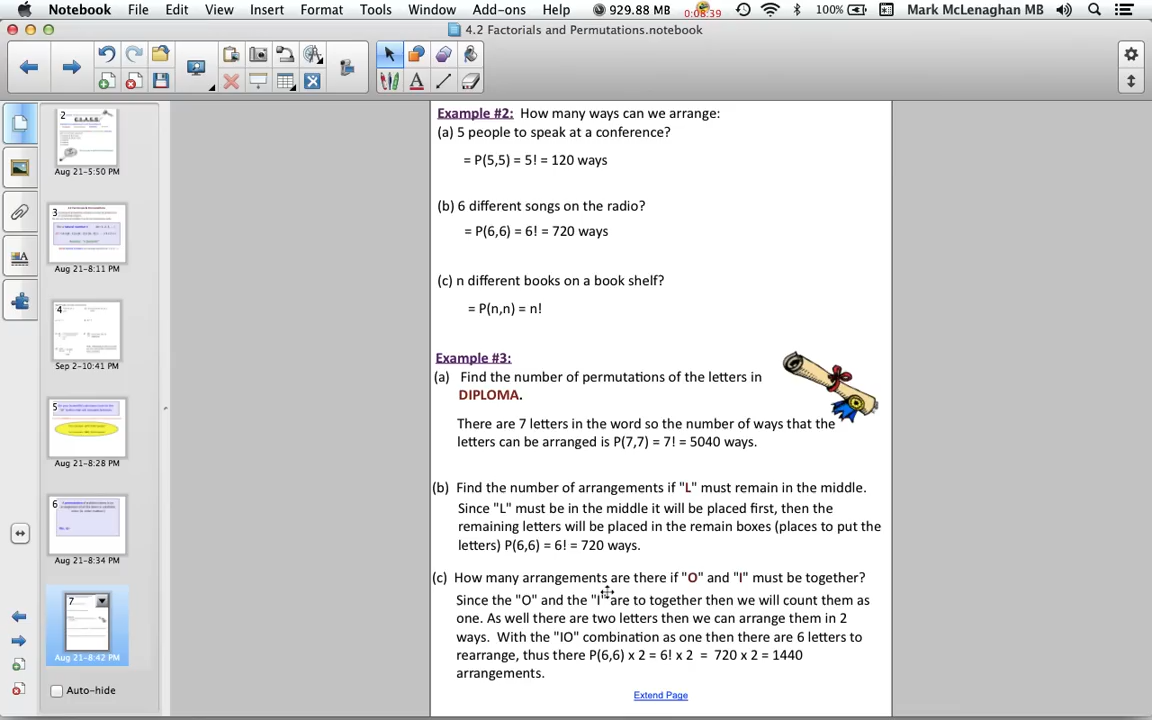 Notebook File Edit View Insert Format Tools Window Add-ons Help 929.88 MB 0:08:39 100% Mark McLenaghan MB
4.2 Factorials and Permutations.notebook
2
Aug 21-5:50 PM
3
Aug 21-8:11 PM
4
Sep 2-10:41 PM
5
Aug 21-8:28 PM
6
Aug 21-8:34 PM
7
Aug 21-8:42 PM
Auto-hide
Example #2: How many ways can we arrange:
(a) 5 people to speak at a conference?
= P(5,5) = 5! = 120 ways
(b) 6 different songs on the radio?
= P(6,6) = 6! = 720 ways
(c) n different books on a book shelf?
= P(n,n) = n!
Example #3:
(a) Find the number of permutations of the letters in
DIPLOMA.
There are 7 letters in the word so the number of ways that the
letters can be arranged is P(7,7) = 7! = 5040 ways.
(b) Find the number of arrangements if "L" must remain in the middle.
Since "L" must be in the middle it will be placed first, then the
remaining letters will be placed in the remain boxes (places to put the
letters) P(6,6) = 6! = 720 ways.
(c) How many arrangements are there if "O" and "I" must be together?
Since the "O" and the "I" are to together then we will count them as
one. As well there are two letters then we can arrange them in 2
ways. With the "IO" combination as one then there are 6 letters to
rearrange, thus there P(6,6) x 2 = 6! x 2 = 720 x 2 = 1440
arrangements.
Extend Page